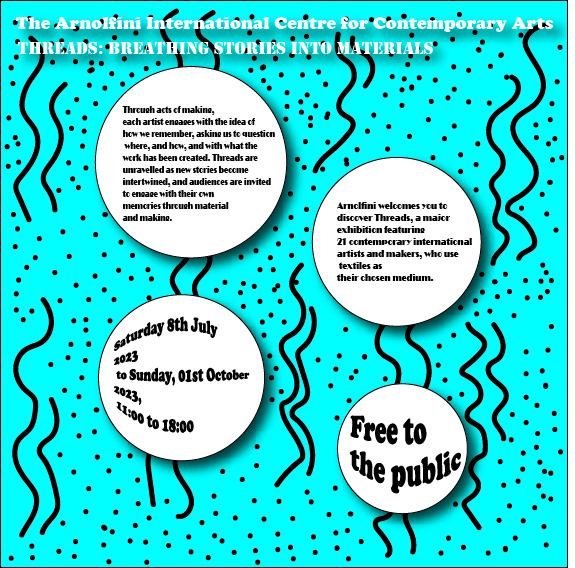 The Arnolfini International Centre for Contemporary Arts
THREADS: BREATHING STORIES INTO MATERIALS
Through acts of making,
each artist engages with the idea of
how we remember, asking us to question
where, and how, and with what the
work has been created. Threads are
unravelled as new stories become
intertwined, and audiences are invited
to engage with their own
memories through material
and making.
Arnolfini welcomes you to
discover Threads, a major
exhibition featuring
21 contemporary international
artists and makers, who use
textiles as
their chosen medium.
Saturday 8th July
2023
to Sunday, 01st October
2023,
11:00 to 18:00
Free to
the public